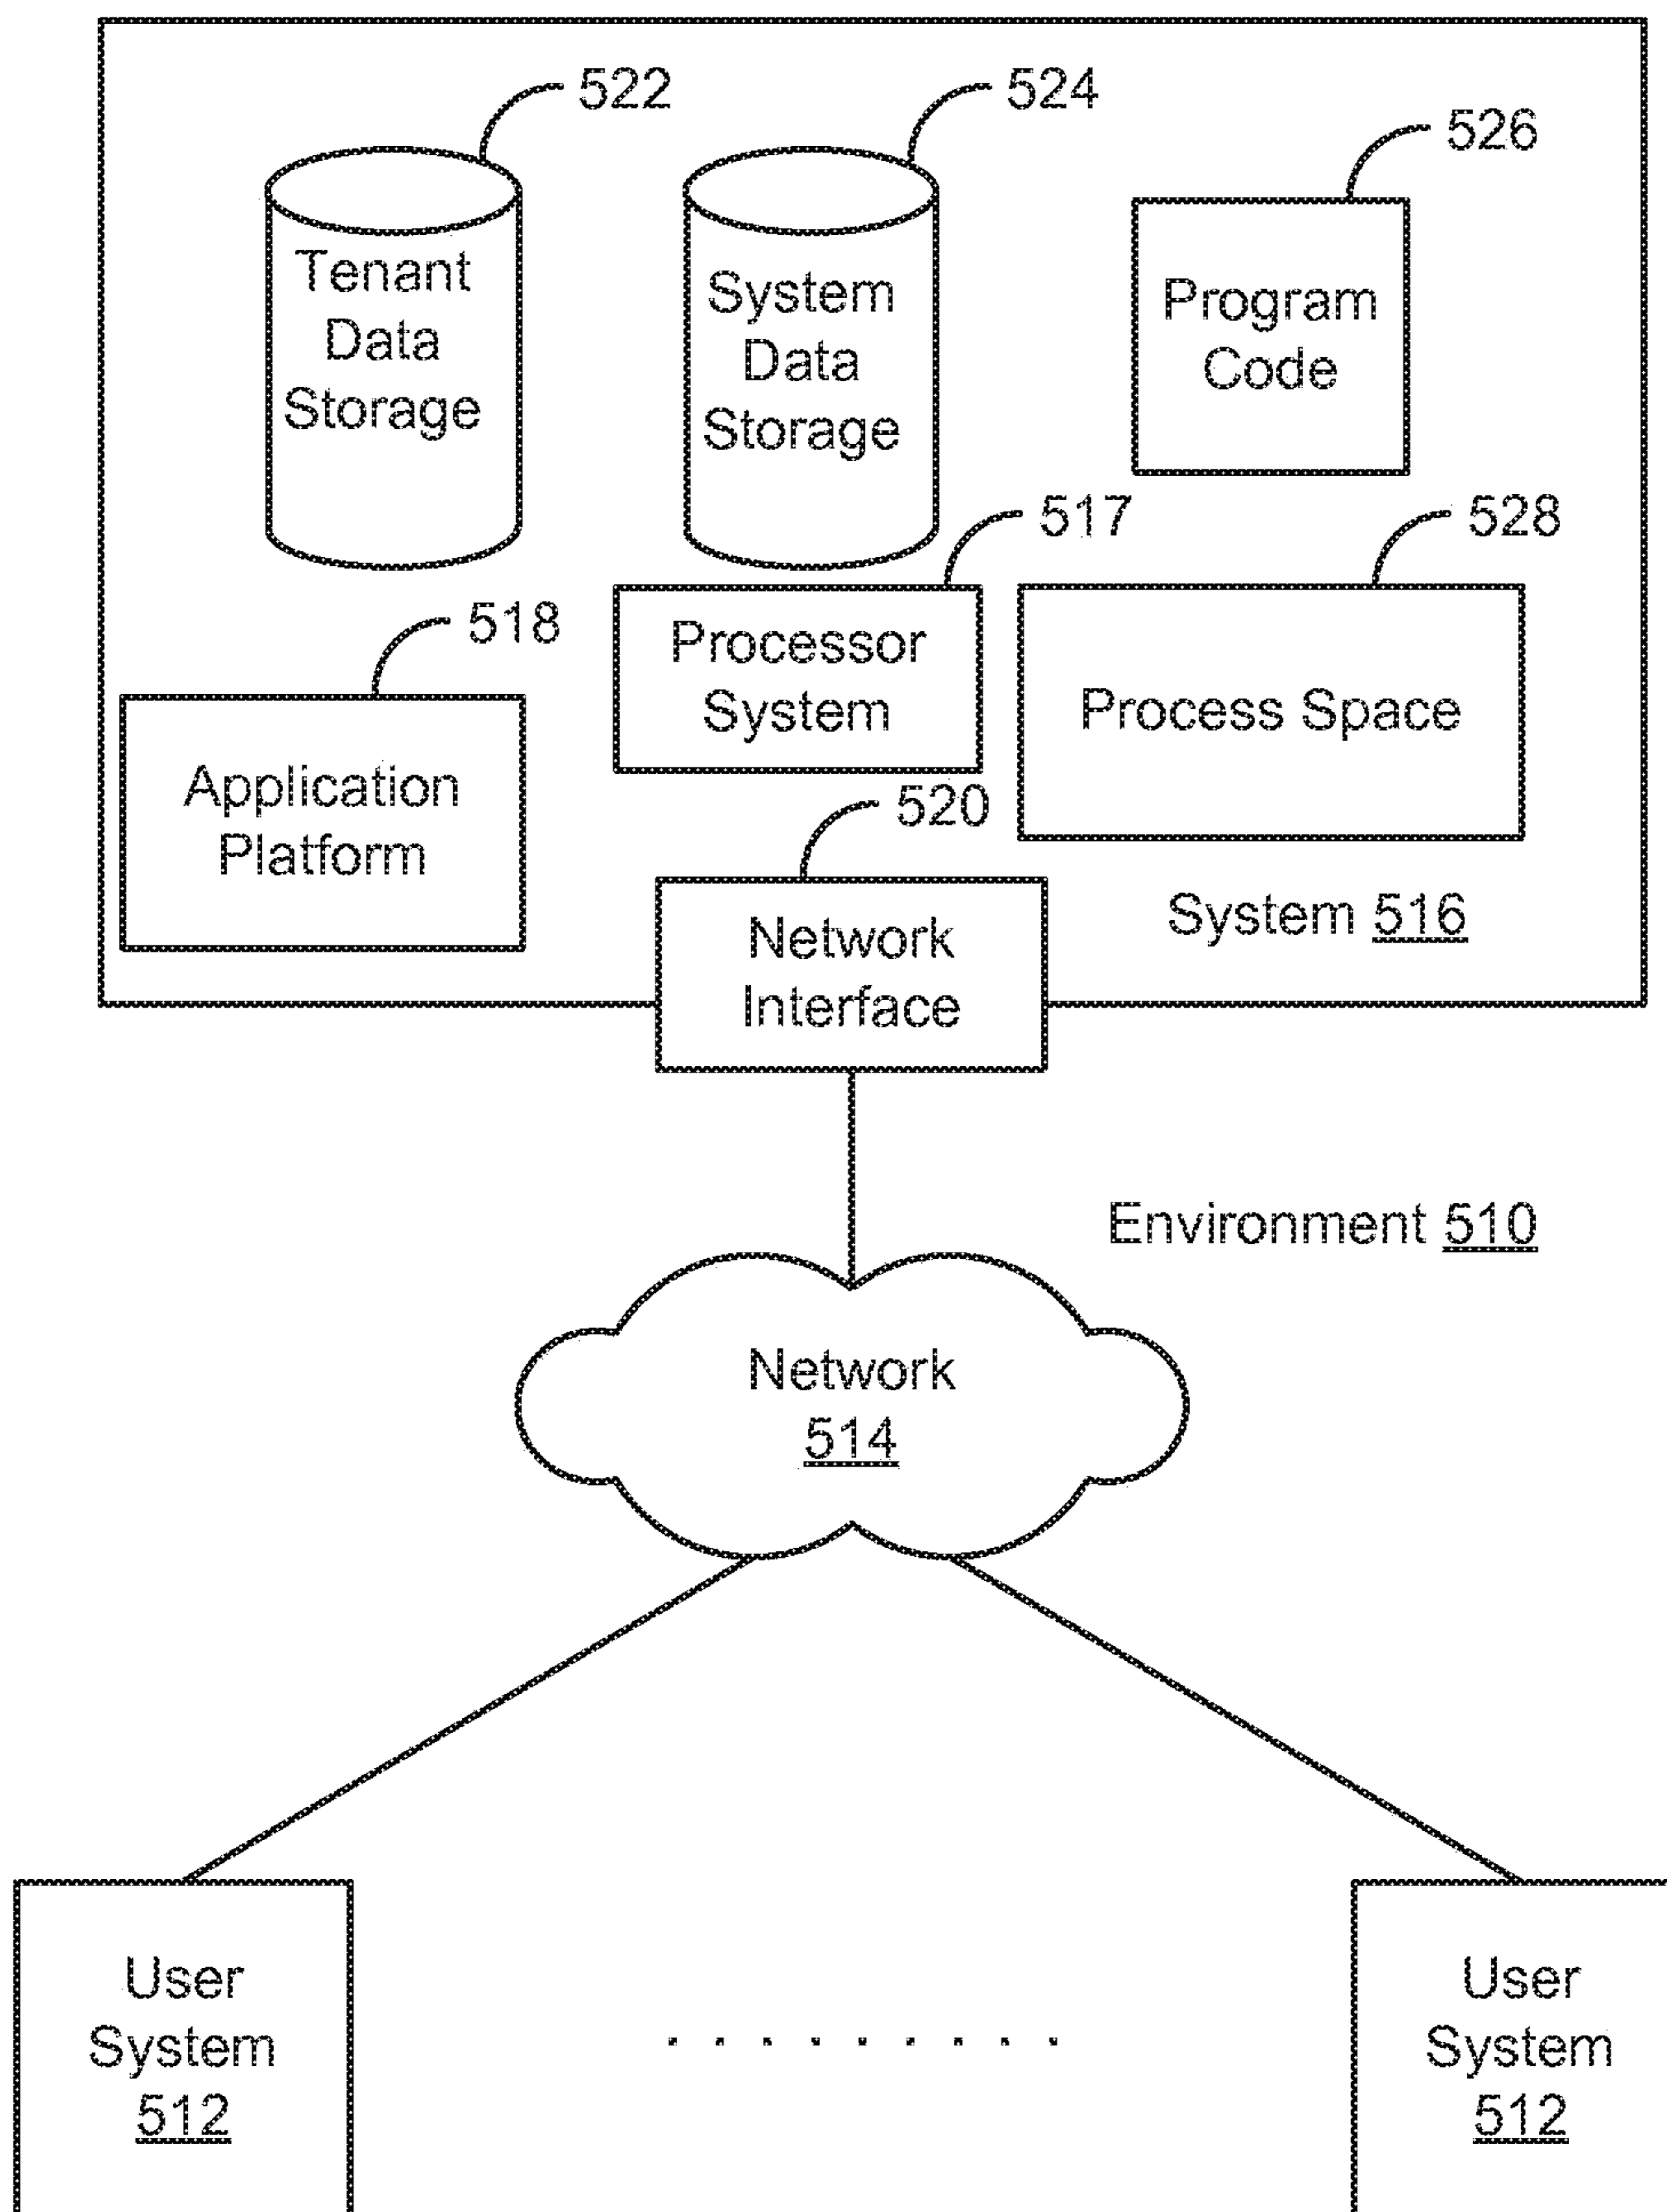 522
524
526
Tenant
Data
Storage
System
Data
Storage
Program
Code
517
528
518
Processor
System
Process Space
Application
Platform
520
System 516
Network
Interface
Environment 510
Network
514
User
System
512
User
System
512